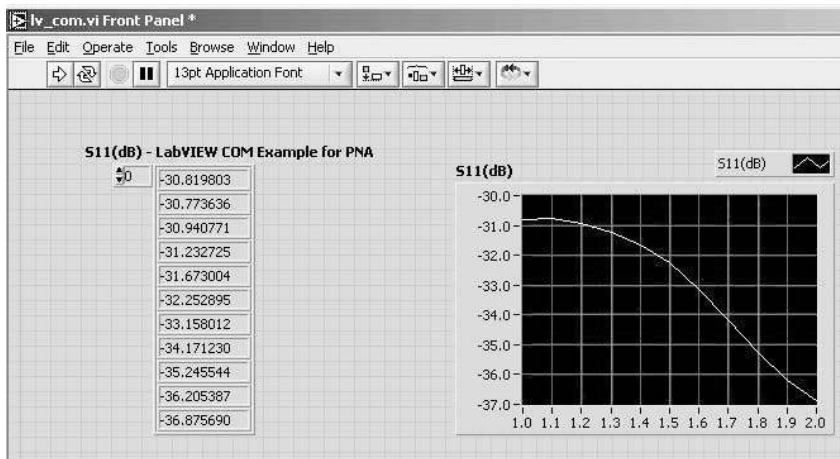 lv_com.vi Front Panel *
File Edit Operate Tools Browse Window Help
13pt Application Font
S11(dB) - LabVIEW COM Example for PNA
0
-30.819803
-30.773636
-30.940771
-31.232725
-31.673004
-32.252895
-33.158012
-34.171230
-35.245544
-36.205387
-36.875690
S11(dB)
S11(dB)
-30.0
-31.0
-32.0
-33.0
-34.0
-35.0
-36.0
-37.0
1.0 1.1 1.2 1.3 1.4 1.5 1.6 1.7 1.8 1.9 2.0